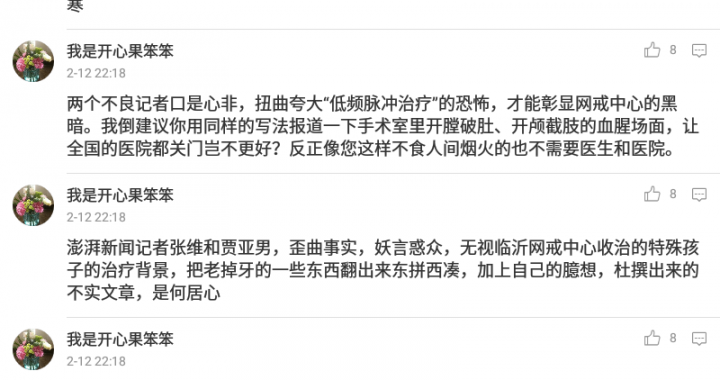 寒
我是开心果笨笨
8
2-12 22:18
两个不良记者口是心非，扭曲夸大“低频脉冲治疗”的恐怖，才能彰显网戒中心的黑
暗。我倒建议你用同样的写法报道一下手术室里开膛破肚、开颅截肢的血腥场面，让
全国的医院都关门岂不更好？反正像您这样不食人间烟火的也不需要医生和医院。
我是开心果笨笨
8
2-12 22:18
澎湃新闻记者张维和贾亚男，歪曲事实，妖言惑众，无视临沂网戒中心收治的特殊孩
子的治疗背景，把老掉牙的一些东西翻出来东拼西凑，加上自己的臆想，杜撰出来的
不实文章，是何居心
我是开心果笨笨
8
2-12 22:18